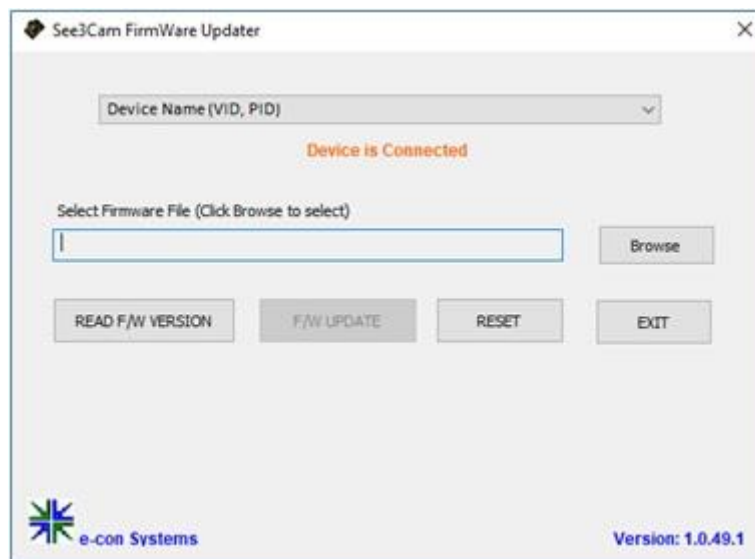 See3Cam FirmWare Updater
Device Name (VID, PID)
Device is Connected
Select Firmware File (Click Browse to select)
Browse
READ F/W VERSION
F/W UPDATE
RESET
EXIT
e-con Systems
Version: 1.0.49.1